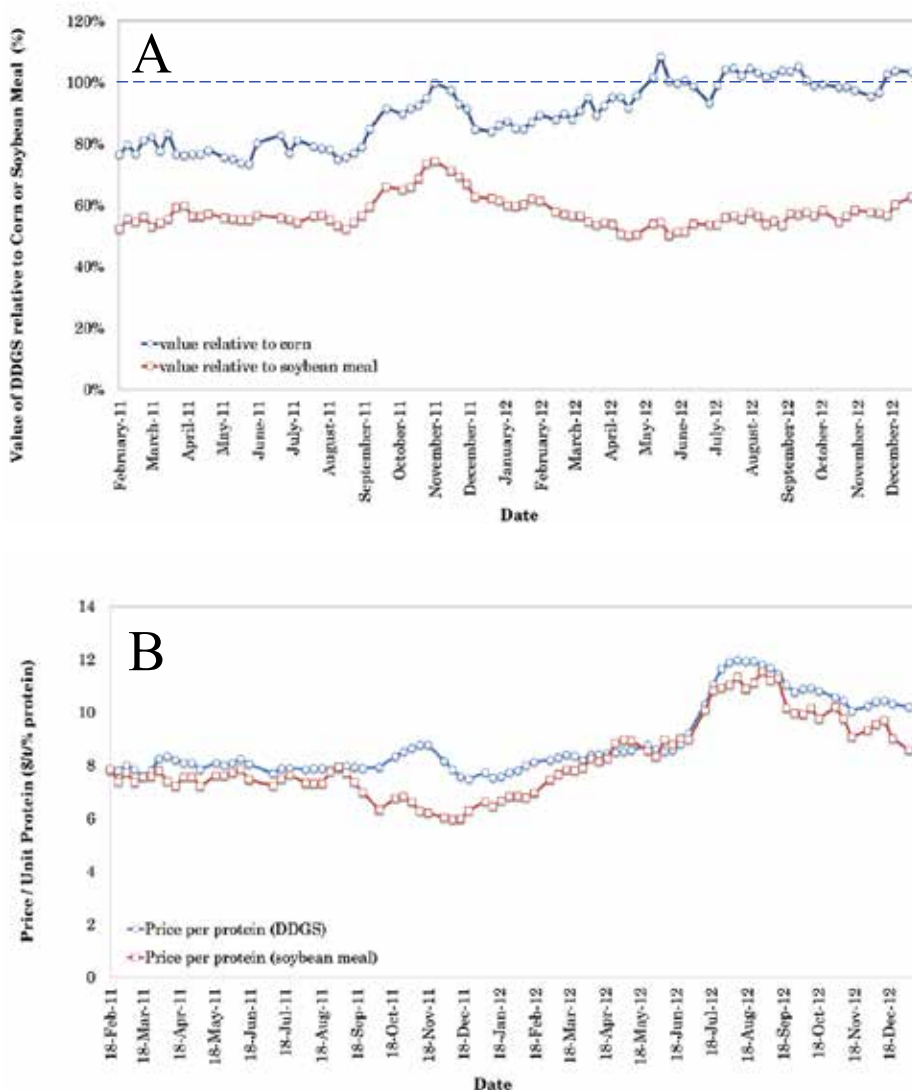 A
Value of DDGS relative to Corn or Soybean Meal (%)
120%
100%
80%
60%
40%
20%
0%
value relative to corn
value relative to soybean meal
February-11
March-11
April-11
May-11
June-11
July-11
August-11
September-11
October-11
November-11
December-11
January-12
February-12
March-12
April-12
May-12
June-12
July-12
August-12
September-12
October-12
November-12
December-12
Date
B
Price / Unit Protein ($/t/% protein)
14
12
10
8
6
4
2
0
Price per protein (DDGS)
Price per protein (soybean meal)
18-Feb-11
18-Mar-11
18-Apr-11
18-May-11
18-Jun-11
18-Jul-11
18-Aug-11
18-Sep-11
18-Oct-11
18-Nov-11
18-Dec-11
18-Jan-12
18-Feb-12
18-Mar-12
18-Apr-12
18-May-12
18-Jun-12
18-Jul-12
18-Aug-12
18-Sep-12
18-Oct-12
18-Nov-12
18-Dec-12
Date